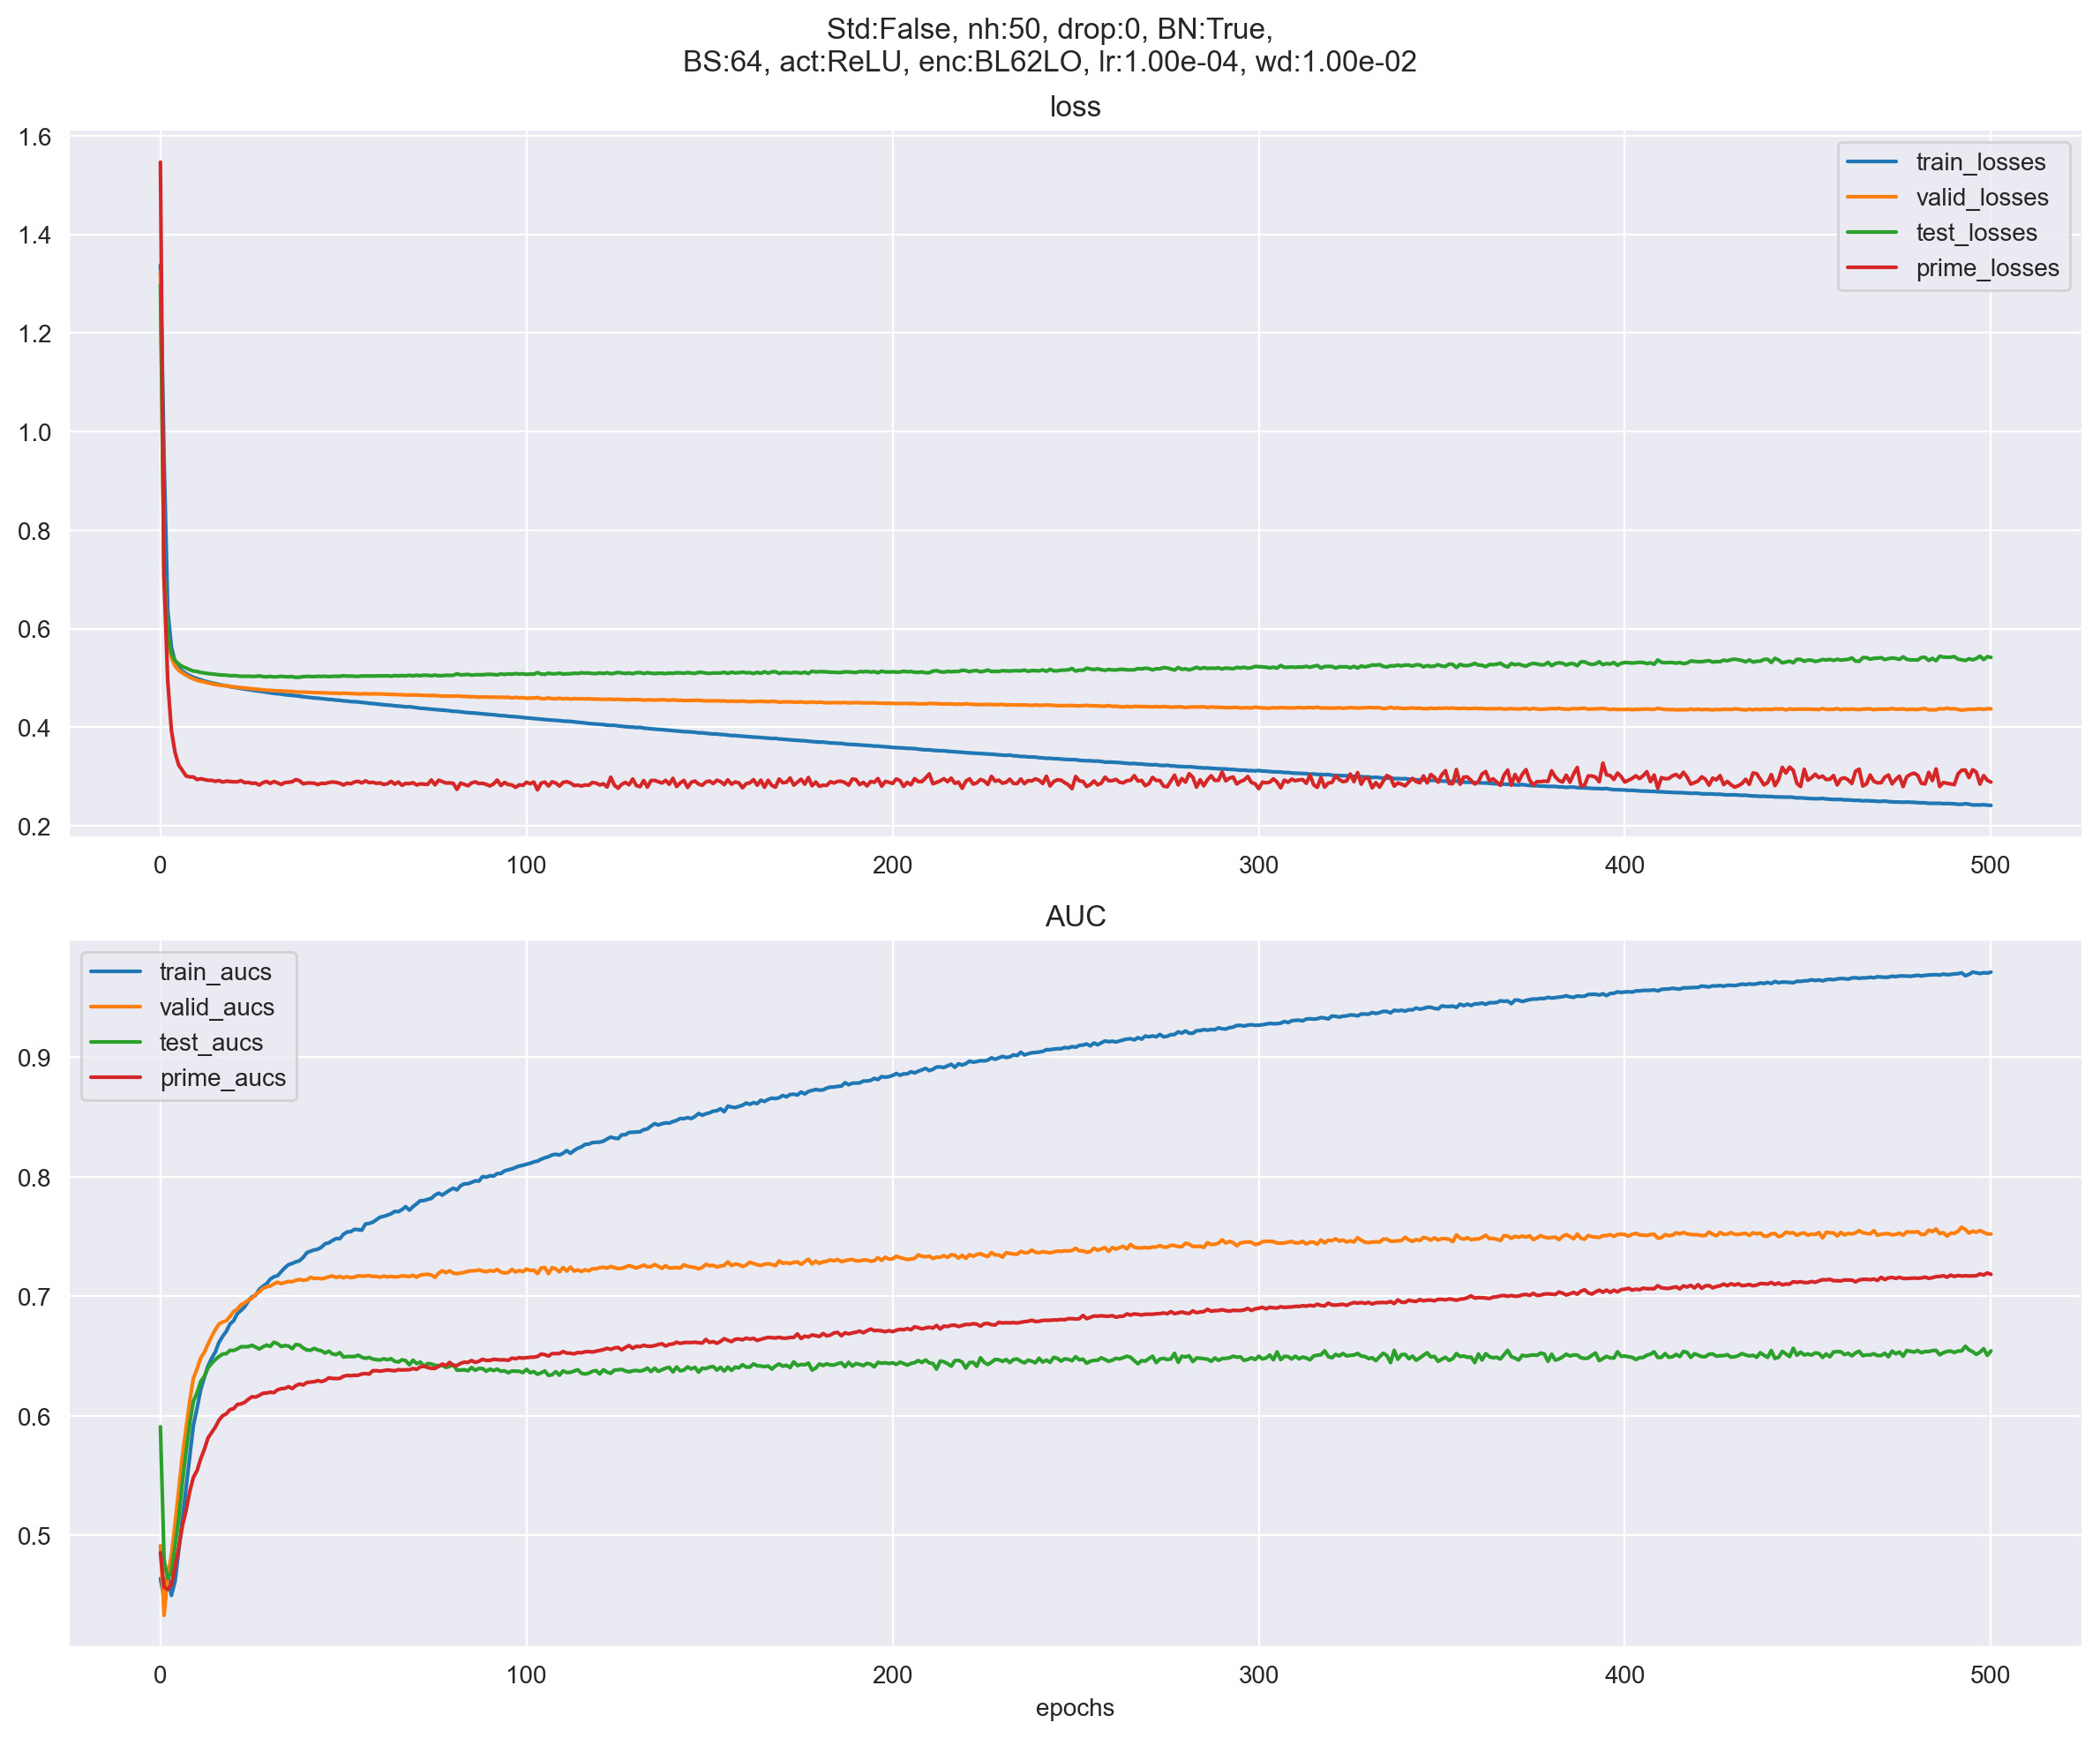 Std:False, nh:50, drop:0, BN:True,
BS:64, act:ReLU, enc:BL62LO, lr:1.00e-04, wd:1.00e-02
loss
1.6
1.4
1.2
1.0
0.8
0.6
0.4
0.2
train_losses
valid_losses
test_losses
prime_losses
0 100 200 300 400 500
AUC
train_aucs
valid_aucs
test_aucs
prime_aucs
0.9
0.8
0.7
0.6
0.5
0 100 200 300 400 500
epochs